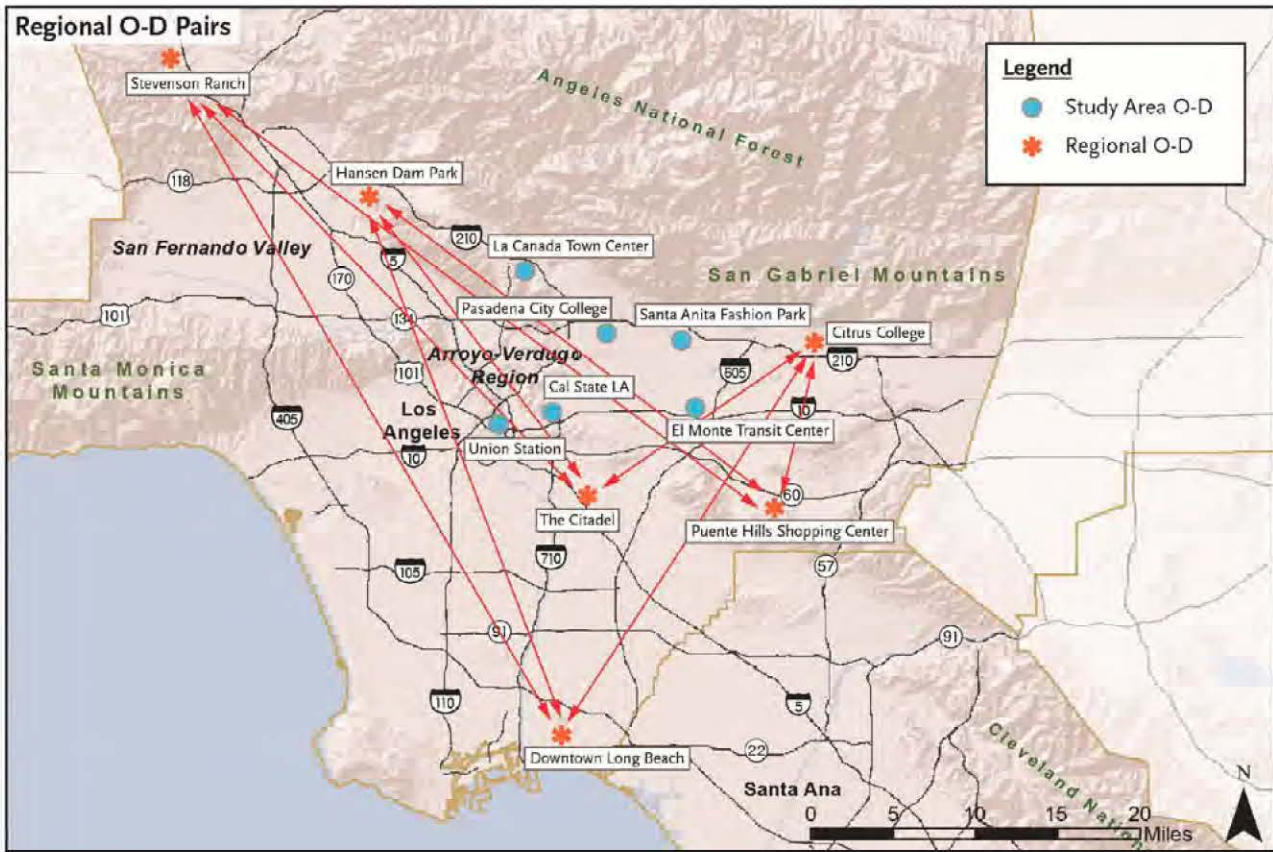 Regional O-D Pairs
Stevenson Ranch
Legend
Study Area O-D
Regional O-D
Angeles National Forest
Hansen Dam Park
118
San Fernando Valley
210
La Canada Town Center
5
170
San Gabriel Mountains
101
134
Pasadena City College
Santa Anita Fashion Park
Citrus College
210
Arroyo-Verdugo
Region
605
Santa Monica
Mountains
101
Cal State LA
10
405
Los
Angeles
El Monte Transit Center
Union Station
10
60
The Citadel
Puente Hills Shopping Center
710
105
57
91
91
110
5
22
Downtown Long Beach
Santa Ana
Cleveland Nation
N
0 5 10 15 20
Miles